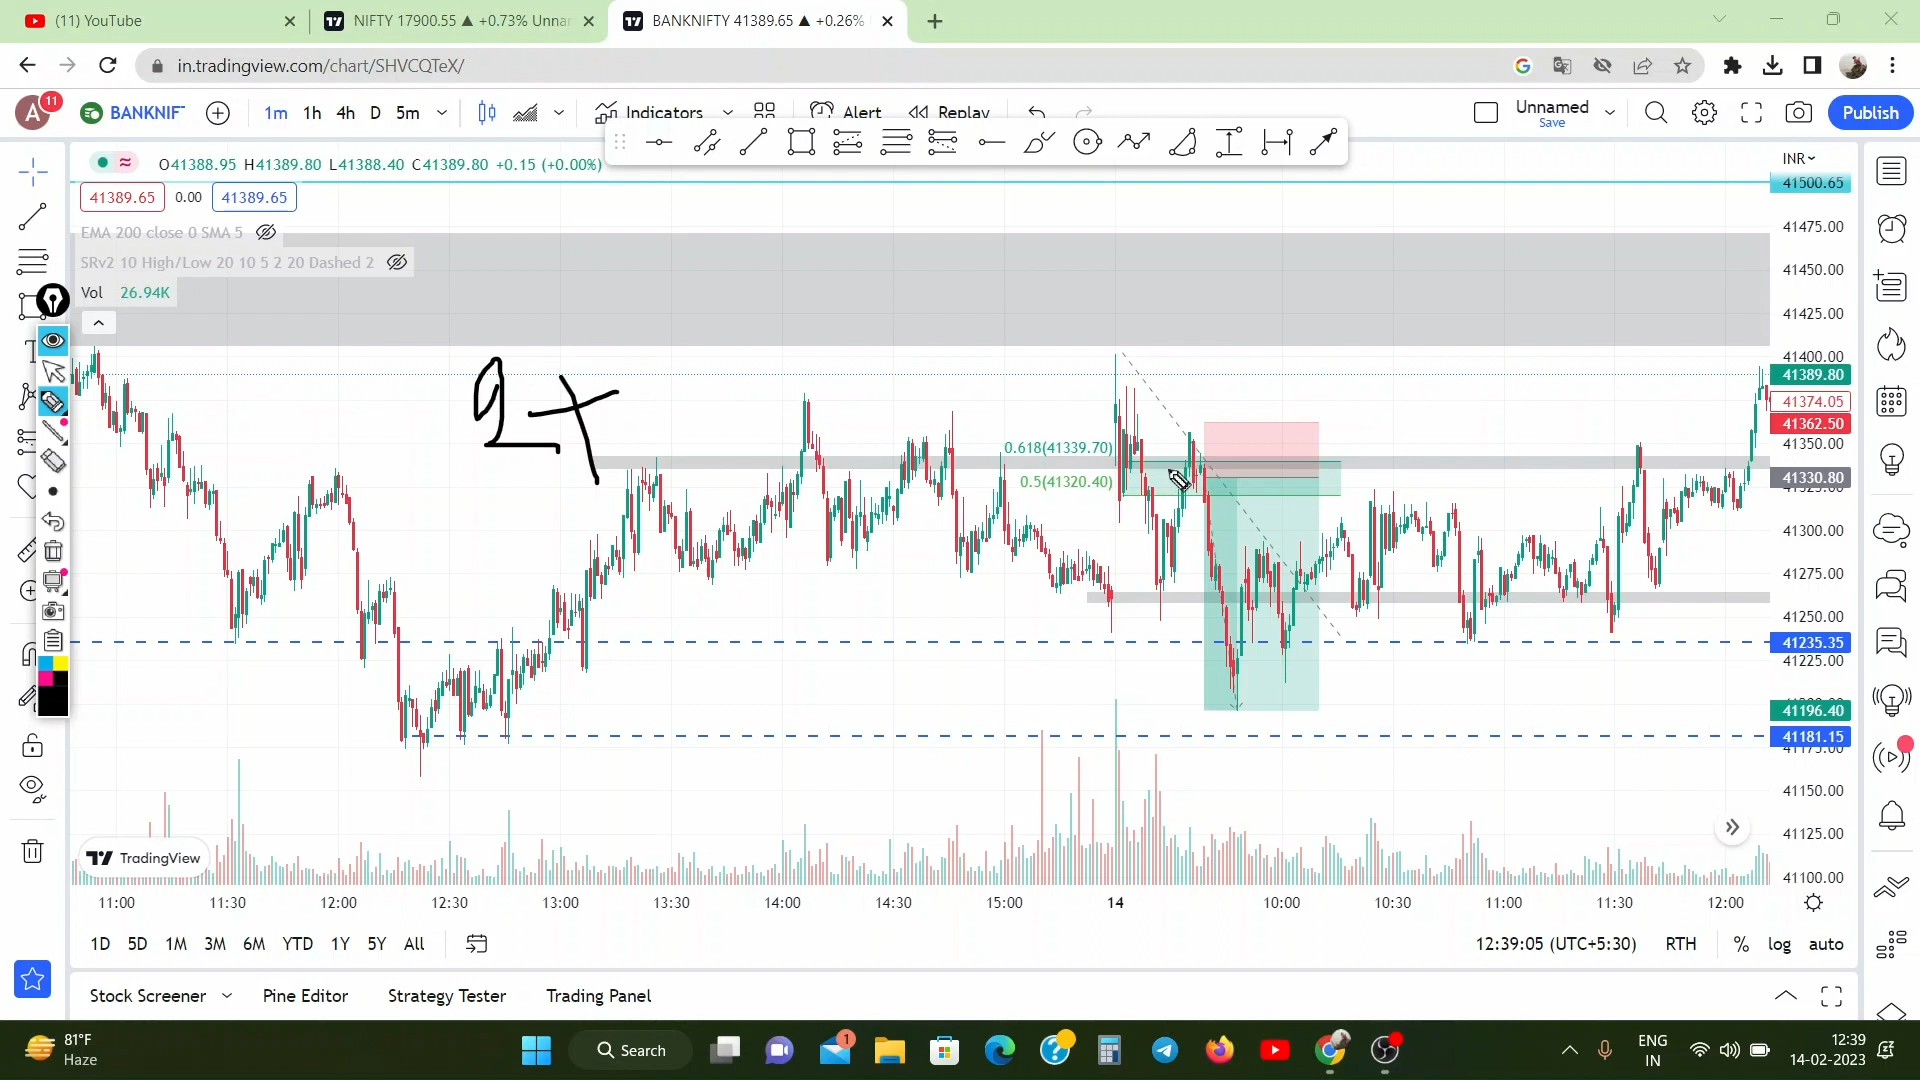 (11) YouTube
NIFTY 17900.55 ▲ +0.73% Unna
BANKNIFTY 41389.65 ▲ +0.26%
in.tradingview.com/chart/SHVCQTeX/
A
11
BANKNIF
1m 1h 4h D 5m
Indicators
Alert
Replay
Unnamed
Save
Publish
O41388.95 H41389.80 L41388.40 C41389.80 +0.15 (+0.00%)
41389.65 0.00 41389.65
EMA 200 close 0 SMA 5
SRv2 10 High/Low 20 10 5 2 20 Dashed 2
Vol 26.94K
0.618(41339.70)
0.5(41320.40)
INR
41500.65
41475.00
41450.00
41425.00
41400.00
41389.80
41374.05
41362.50
41350.00
41330.80
41300.00
41275.00
41250.00
41235.35
41225.00
41196.40
41181.15
41150.00
41125.00
41100.00
TradingView
11:00 11:30 12:00 12:30 13:00 13:30 14:00 14:30 15:00 14 10:00 10:30 11:00 11:30 12:00
1D 5D 1M 3M 6M YTD 1Y 5Y All
12:39:05 (UTC+5:30) RTH % log auto
Stock Screener Pine Editor Strategy Tester Trading Panel
81°F
Haze
Search
1
ENG
IN
12:39
14-02-2023